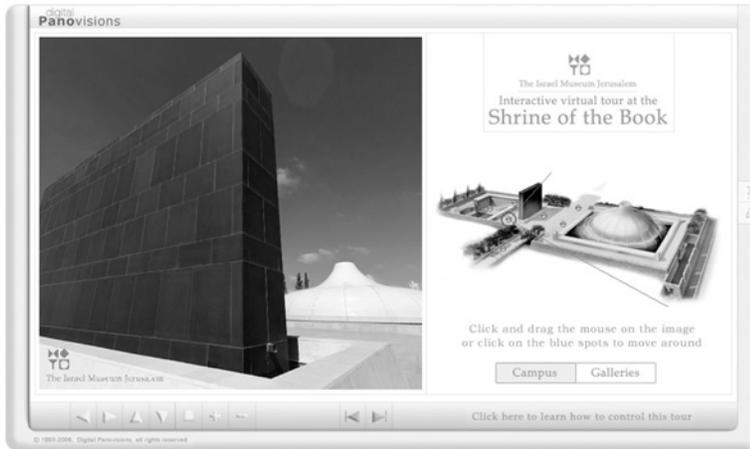 digital
Panovisions
The Israel Museum Jerusalem
Interactive virtual tour at the
Shrine of the Book
Click and drag the mouse on the image
or click on the blue spots to move around
Campus
Galleries
The Israel Museum Jerusalem
Click here to learn how to control this tour
Digital Panovisions, all rights reserved